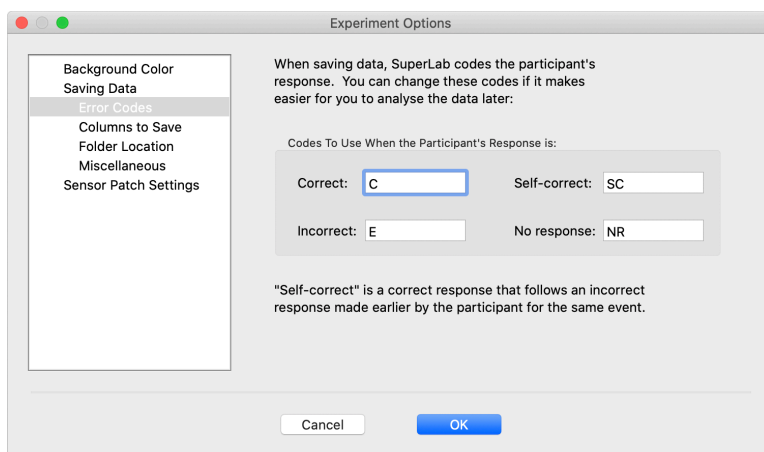 Experiment Options
Background Color
Saving Data
Error Codes
Columns to Save
Folder Location
Miscellaneous
Sensor Patch Settings
When saving data, SuperLab codes the participant's
response. You can change these codes if it makes
easier for you to analyse the data later:
Codes To Use When the Participant's Response is:
Correct: C Self-correct: SC
Incorrect: E No response: NR
"Self-correct" is a correct response that follows an incorrect
response made earlier by the participant for the same event.
Cancel OK